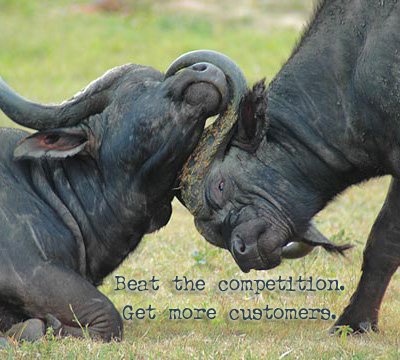 Beat the competition.
Get more customers.